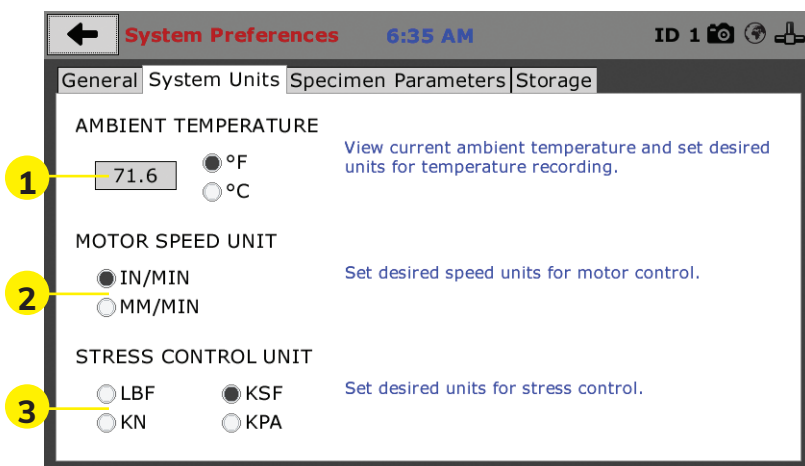 System Preferences 6:35 AM ID 1
General System Units Specimen Parameters Storage
AMBIENT TEMPERATURE
View current ambient temperature and set desired
units for temperature recording.
1
71.6
°F
°C
MOTOR SPEED UNIT
2
IN/MIN
MM/MIN
Set desired speed units for motor control.
STRESS CONTROL UNIT
3
LBF KSF
KN KPA
Set desired units for stress control.